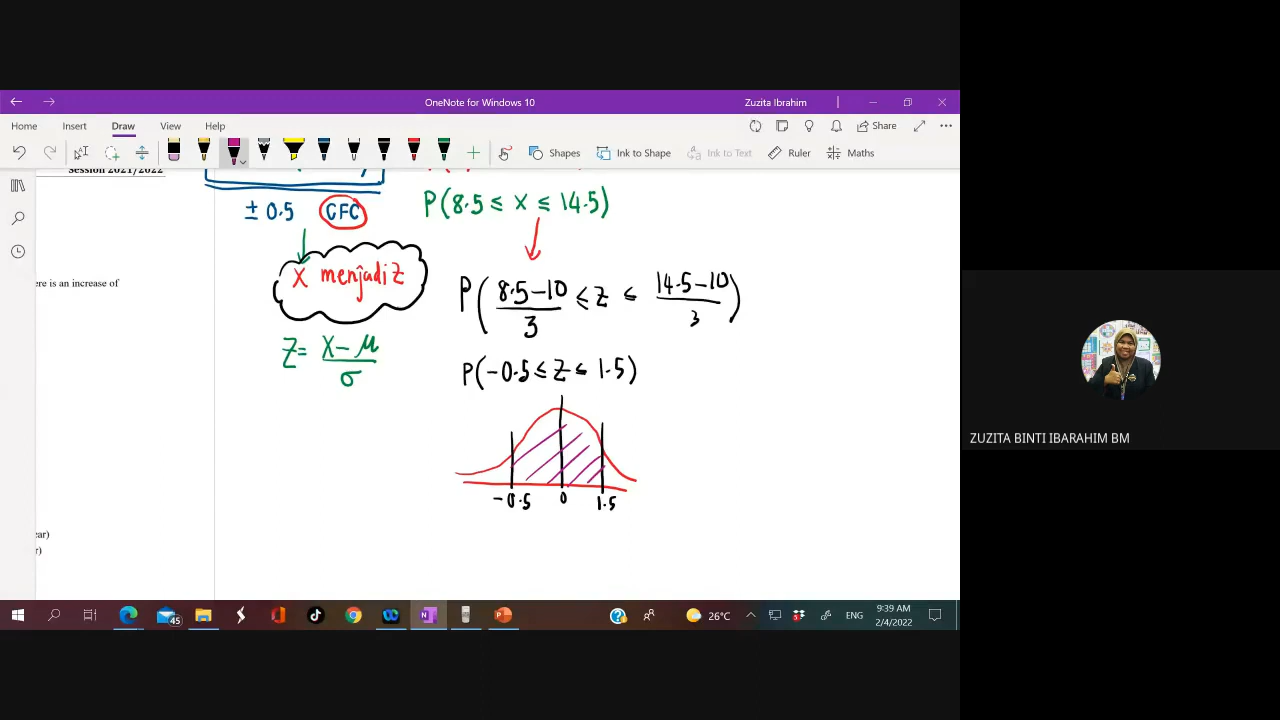 OneNote for Windows 10
Zuzita Ibrahim
Home
Insert
Draw
View
Help
Share
Shapes
Ink to Shape
Ink to Text
Ruler
Maths
Session 2021/2022
± 0.5
CFC
P(8.5 ≤ X ≤ 14.5)
X menjadi Z
P(8.5-10/3 ≤ Z ≤ 14.5-10/3)
Z= X-μ/σ
P(-0.5 ≤ Z ≤ 1.5)
-0.5 0 1.5
ere is an increase of
ear)
r)
ZUZITA BINTI IBARAHIM BM
45
26°C
5
ENG
9:39 AM
2/4/2022